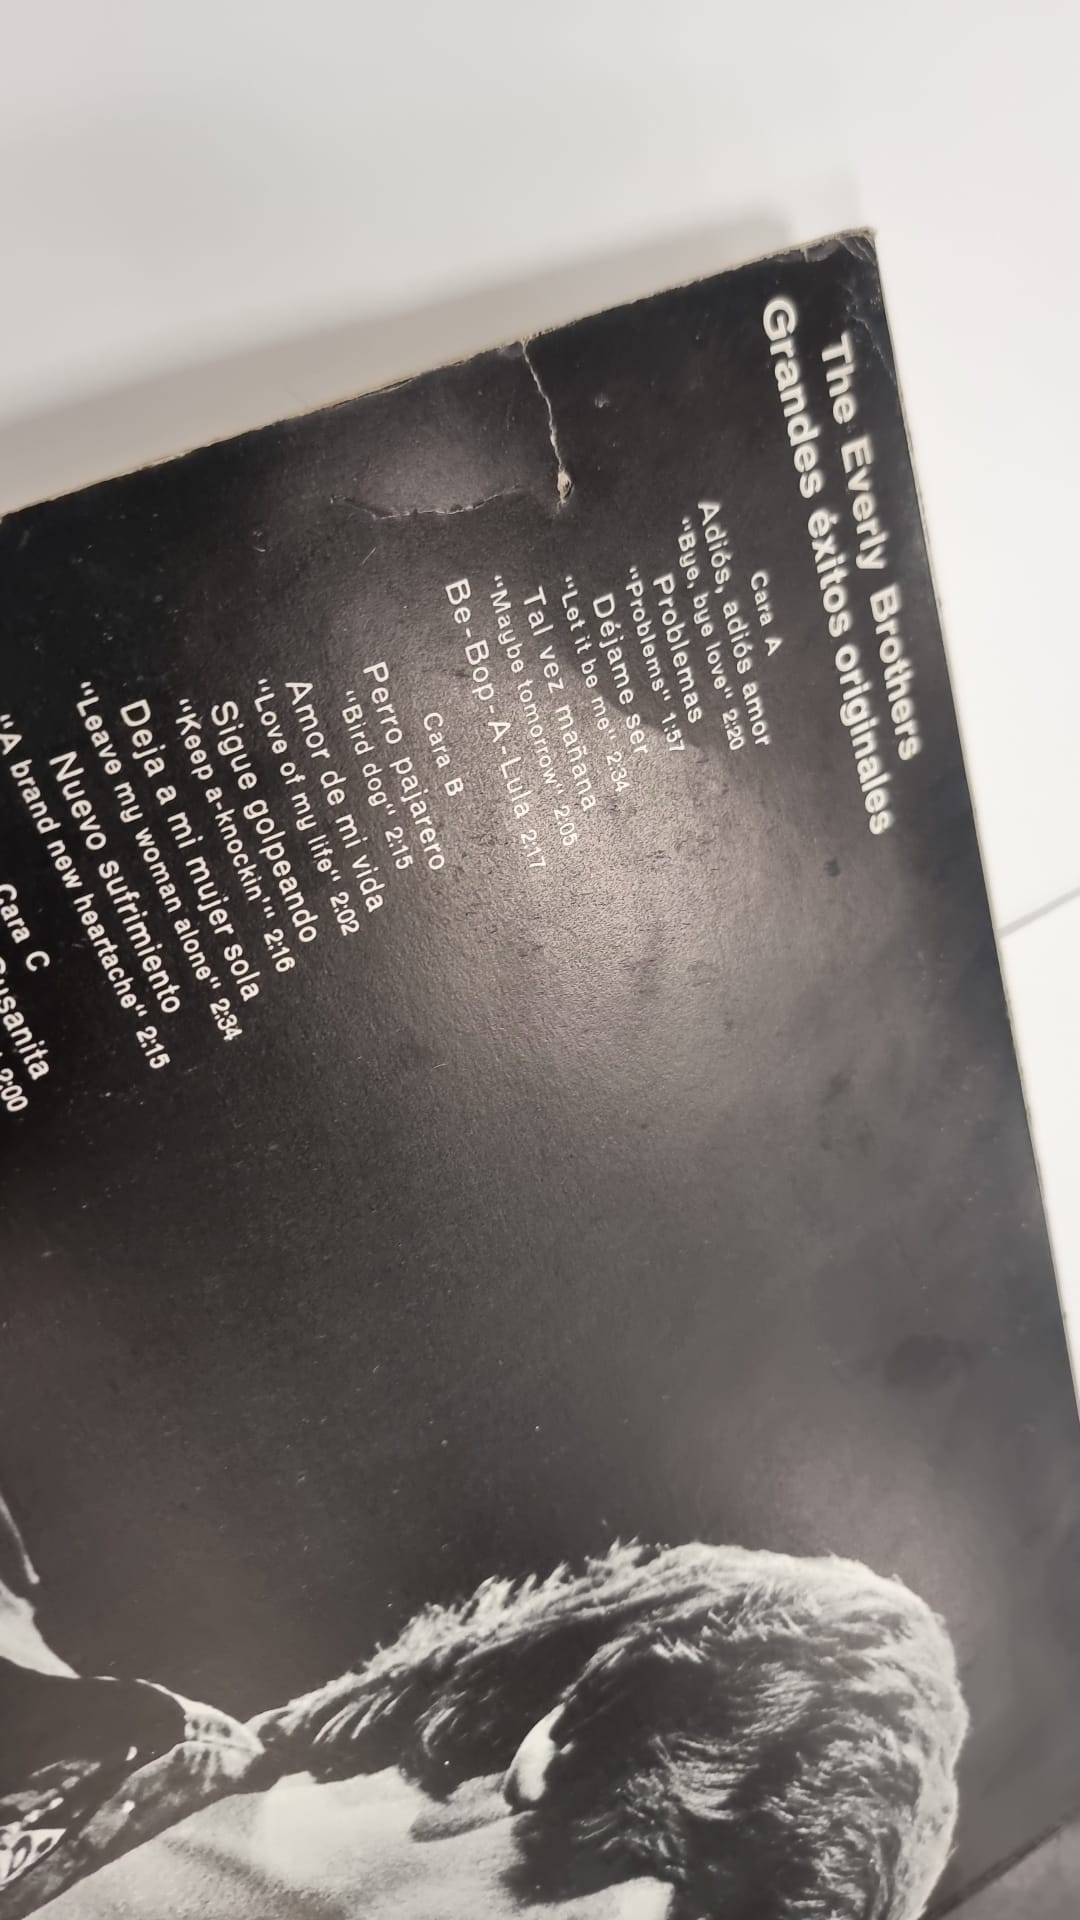 The Everly Brothers
Grandes éxitos originales
Cara A
Adiós, adiós amor
"Bye, bye love" 2:20
Problemas
"Problems" 1:57
Déjame ser
"Let it be me" 2:34
Tal vez mañana
"Maybe tomorrow" 2:05
Be-Bop-A-Lula 2:17
Cara B
Perro pajarero
"Bird dog" 2:15
Amor de mi vida
"Love of my life" 2:02
Sigue golpeando
"Keep a-knockin'" 2:16
Deja a mi mujer sola
"Leave my woman alone" 2:34
Nuevo sufrimiento
"A brand new heartache" 2:15
Cara C
Susanita
2:00